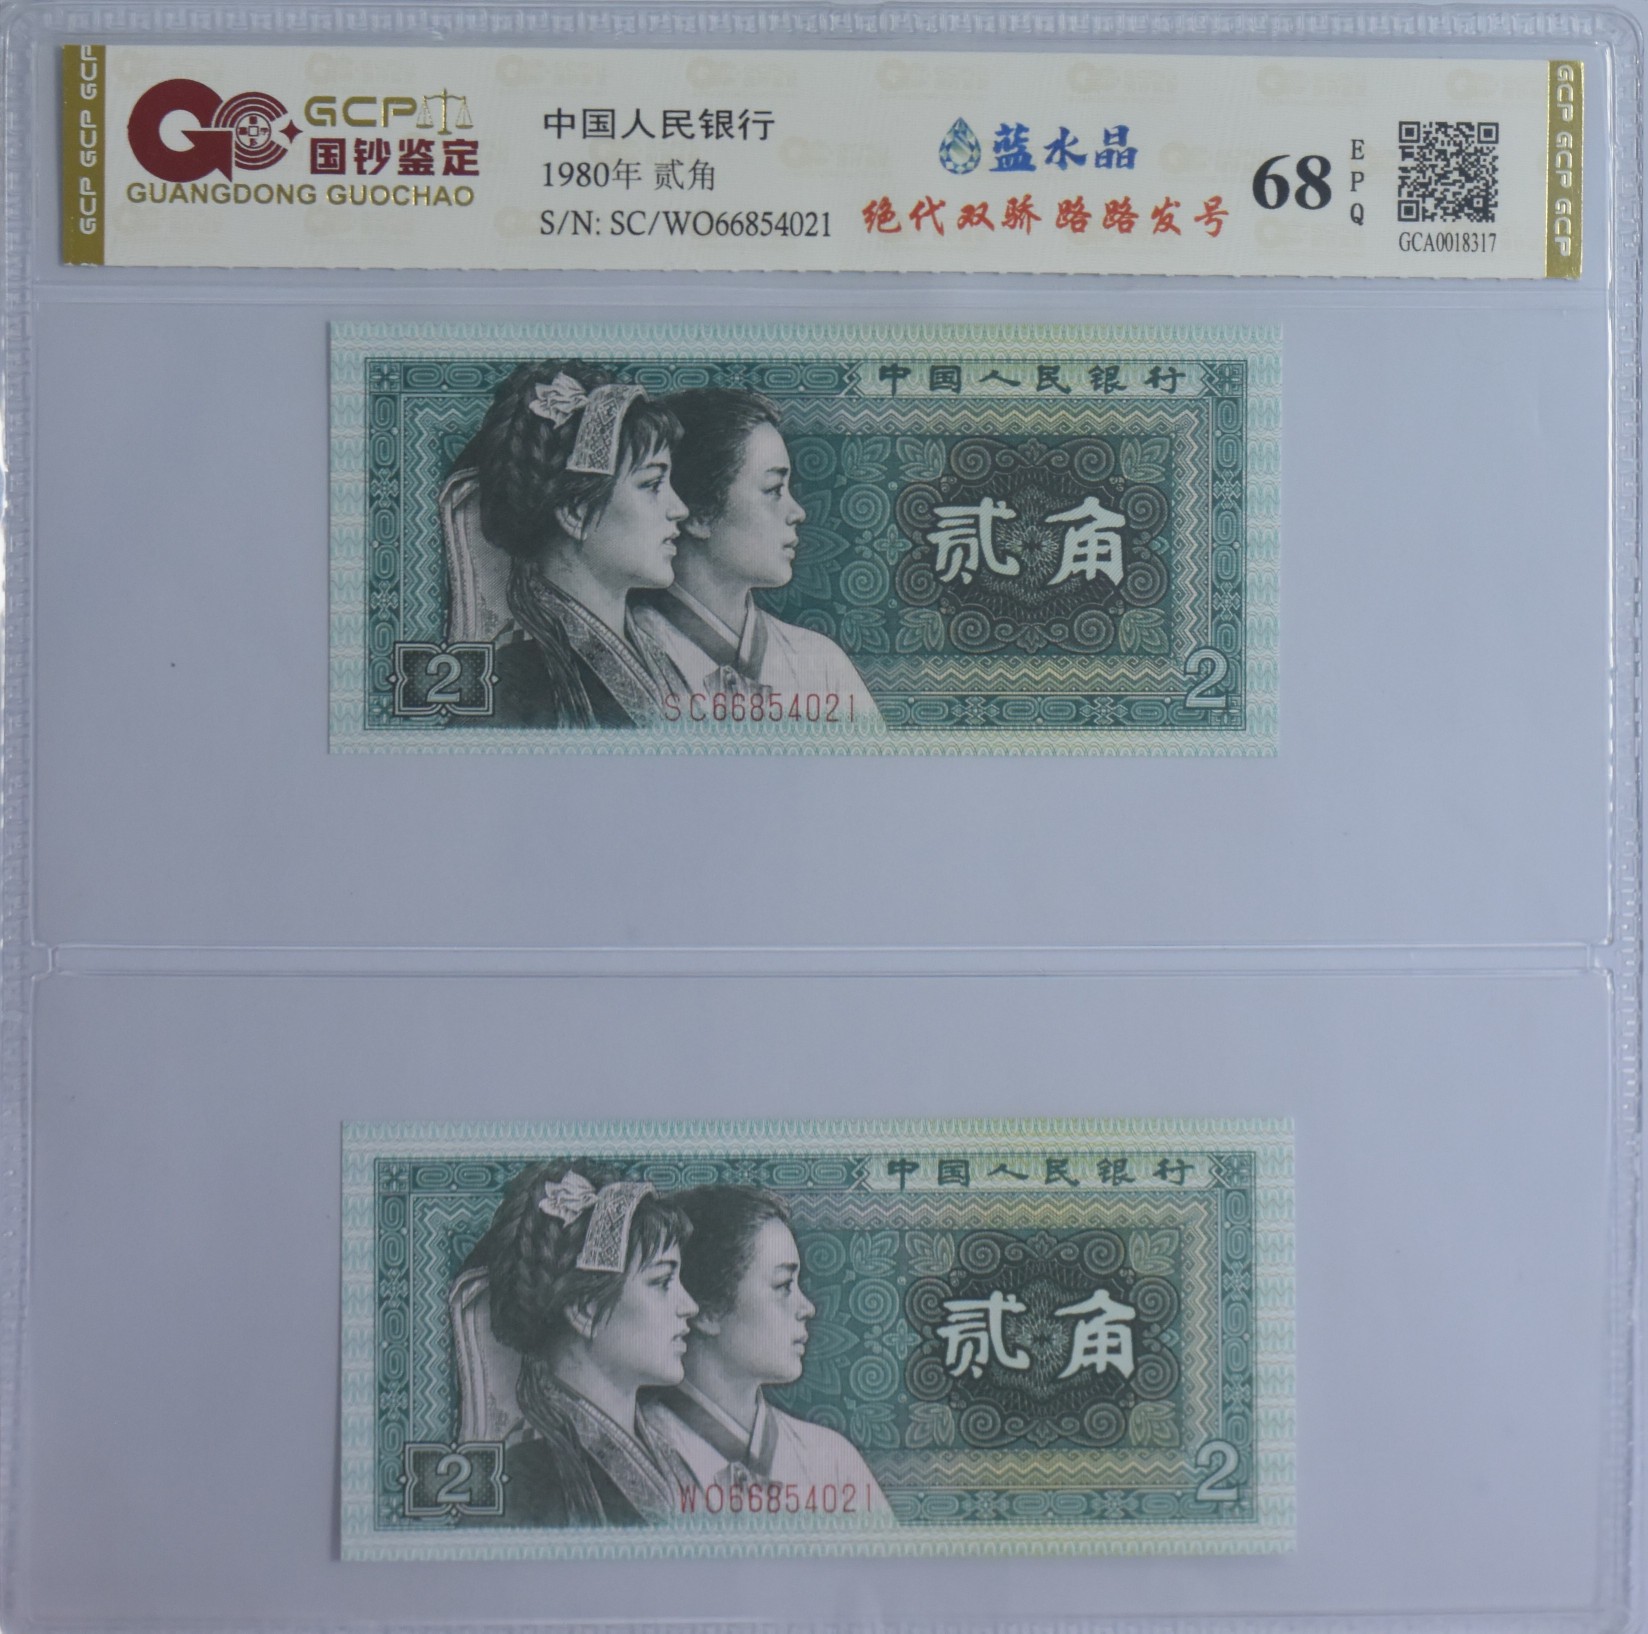 GCP GCP GCP
GCP
国钞鉴定
GUANGDONG GUOCHAO
中国人民银行
1980年 贰角
S/N: SC/WO66854021
蓝水晶
绝代双骄 路路发号
68
EPQ
GCA0018317
GCP GCP GCP
中国人民银行
贰角
2
SC66854021
2
中国人民银行
贰角
2
WO66854021
2